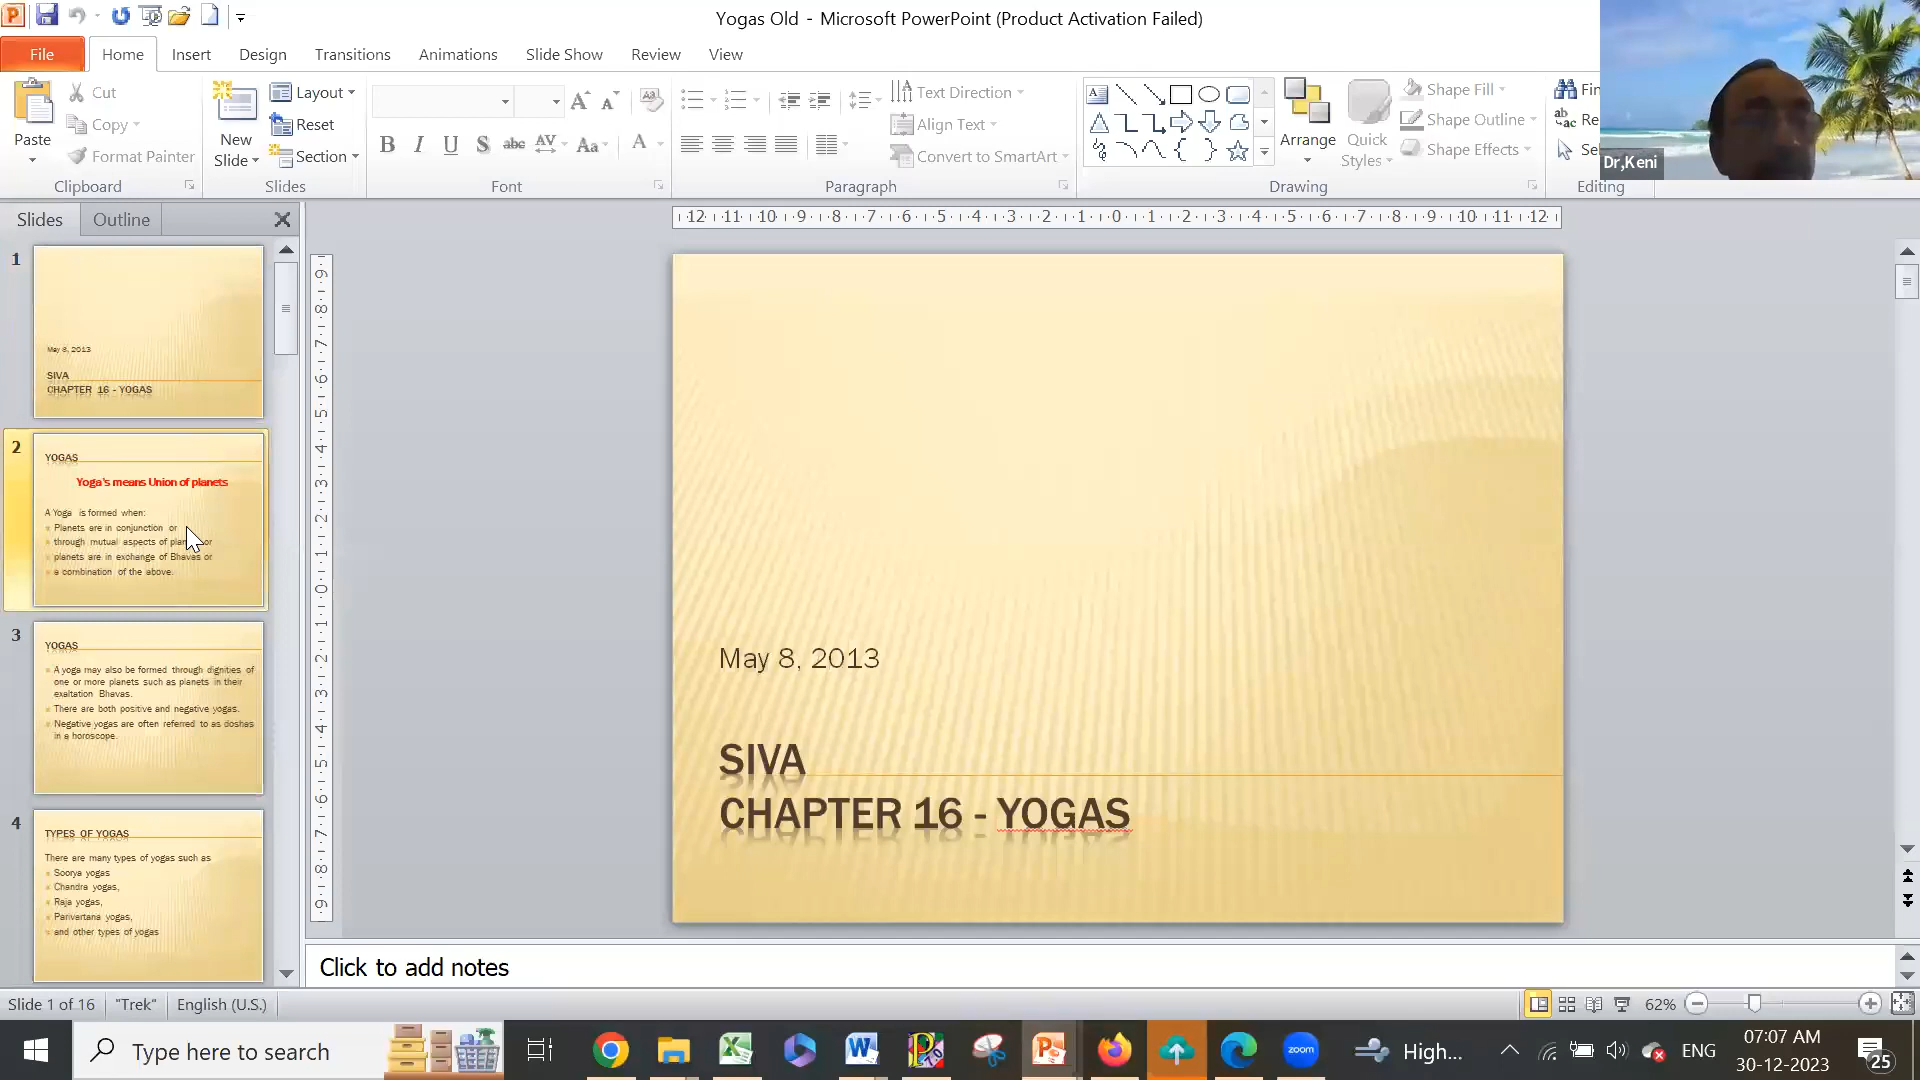 Yogas Old - Microsoft PowerPoint (Product Activation Failed)
File Home Insert Design Transitions Animations Slide Show Review View
Paste
Cut
Copy
Format Painter
Clipboard
New
Slide
Layout
Reset
Section
Slides
Font
Text Direction
Align Text
Convert to SmartArt
Paragraph
Arrange
Quick
Styles
Shape Fill
Shape Outline
Shape Effects
Drawing
Editing
Dr,Keni
Slides Outline
1
May 8, 2013
SIVA
CHAPTER 16 - YOGAS
2
YOGAS
Yoga's means Union of planets
A Yoga is formed when:
Planets are in conjunction or
through mutual aspects of or
planets are in exchange of Bhavas or
a combination of the above.
3
YOGAS
A yoga may also be formed through dignities of
one or more planets such as planets in their
exaltation Bhavas.
There are both positive and negative yogas.
Negative yogas are often referred to as doshas
in a horoscope.
4
TYPES OF YOGAS
There are many types of yogas such as
Soorya yogas
Chandra yogas,
Raja yogas,
Parivartana yogas,
and other types of yogas
May 8, 2013
SIVA
CHAPTER 16 - YOGAS
Click to add notes
Slide 1 of 16 "Trek" English (U.S.) 62%
Type here to search
zoom
High...
ENG
07:07 AM
30-12-2023
25